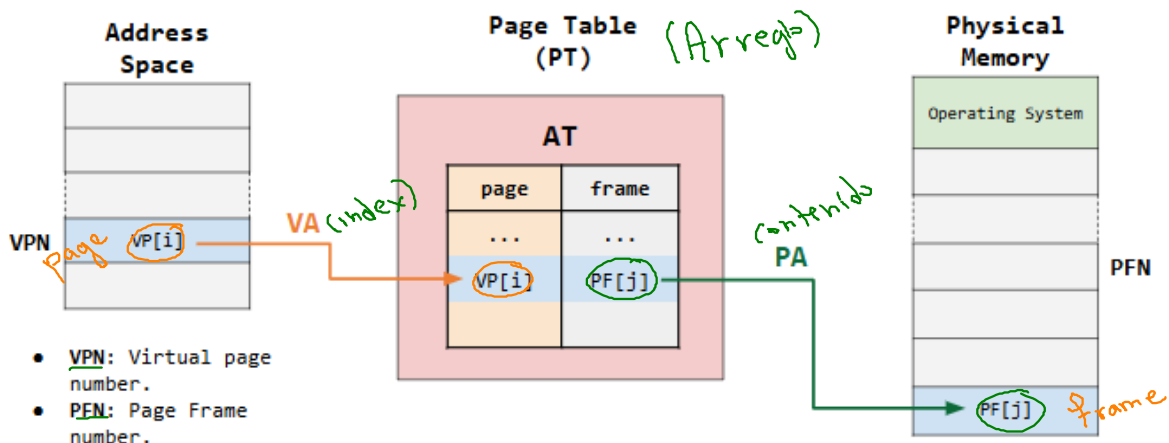 Address
Space
Page Table
(PT)
(Arreglo)
Physical
Memory
Operating System
AT
page
frame
VA
(index)
contenido
PA
...
...
VPN
page
VP[i]
VP[i]
PF[j]
PFN
PF[j]
frame
● VPN: Virtual page
number.
● PFN: Page Frame
number.